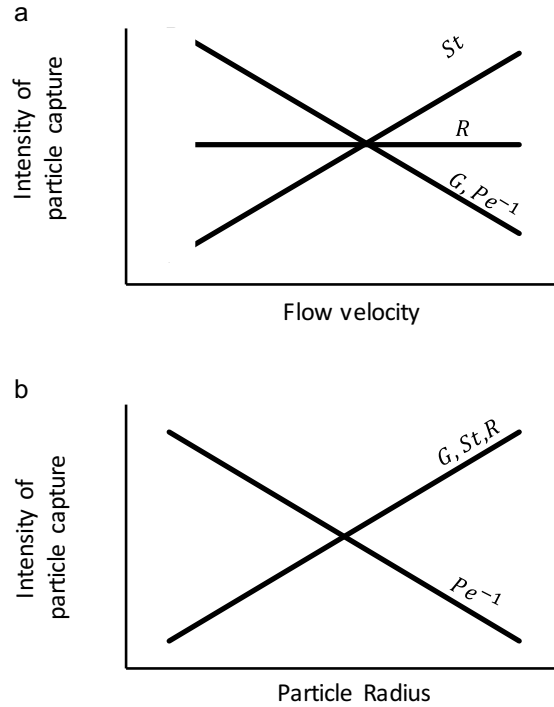 a
Intensity of
particle capture
St
R
G, Pe⁻¹
Flow velocity
b
Intensity of
particle capture
G, St,R
Pe⁻¹
Particle Radius